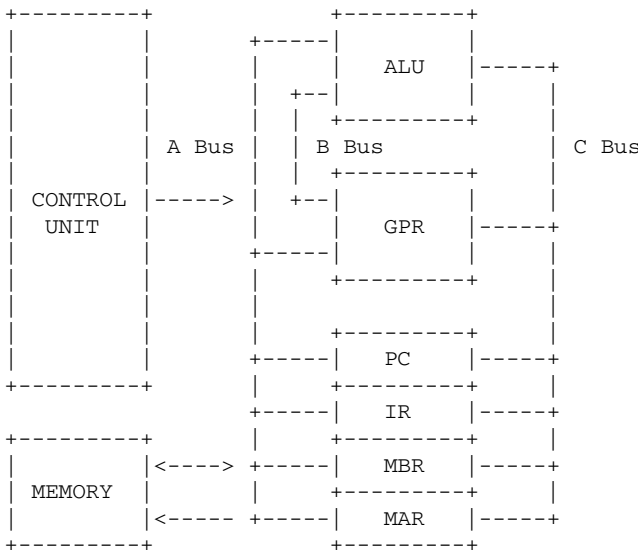 ALU
A Bus B Bus C Bus
CONTROL
UNIT
GPR
PC
IR
MBR
MEMORY
MAR